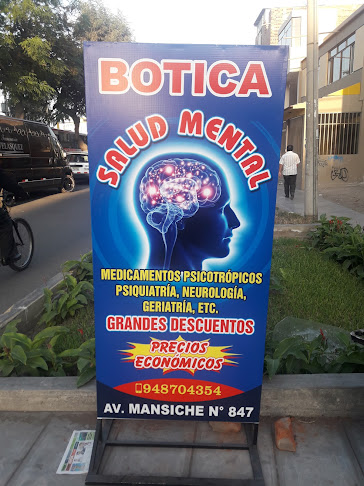 BOTICA
SALUD MENTAL
MEDICAMENTOS PSICOTRÓPICOS
PSIQUIATRÍA, NEUROLOGÍA,
GERIATRÍA, ETC.
GRANDES DESCUENTOS
PRECIOS
ECONÓMICOS
948704354
AV. MANSICHE N° 847